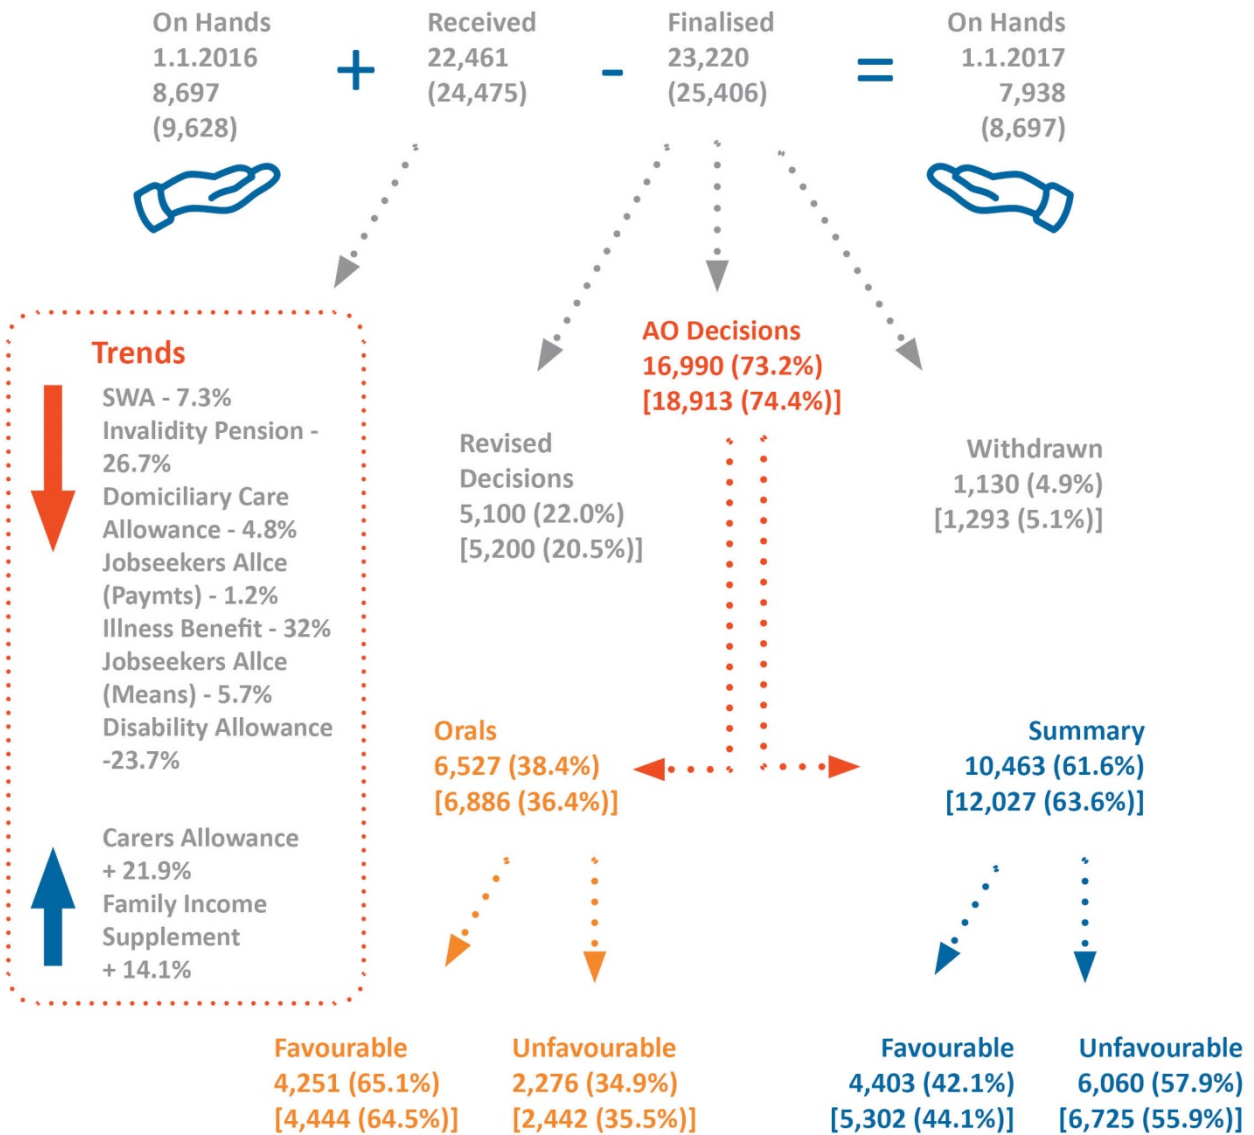 On Hands
1.1.2016
8,697
(9,628)
+
Received
22,461
(24,475)
-
Finalised
23,220
(25,406)
=
On Hands
1.1.2017
7,938
(8,697)
Trends
SWA - 7.3%
Invalidity Pension -
26.7%
Domiciliary Care
Allowance - 4.8%
Jobseekers Allce
(Paymts) - 1.2%
Illness Benefit - 32%
Jobseekers Allce
(Means) - 5.7%
Disability Allowance
-23.7%
Carers Allowance
+ 21.9%
Family Income
Supplement
+ 14.1%
AO Decisions
16,990 (73.2%)
[18,913 (74.4%)]
Revised
Decisions
5,100 (22.0%)
[5,200 (20.5%)]
Withdrawn
1,130 (4.9%)
[1,293 (5.1%)]
Orals
6,527 (38.4%)
[6,886 (36.4%)]
Summary
10,463 (61.6%)
[12,027 (63.6%)]
Favourable
4,251 (65.1%)
[4,444 (64.5%)]
Unfavourable
2,276 (34.9%)
[2,442 (35.5%)]
Favourable
4,403 (42.1%)
[5,302 (44.1%)]
Unfavourable
6,060 (57.9%)
[6,725 (55.9%)]